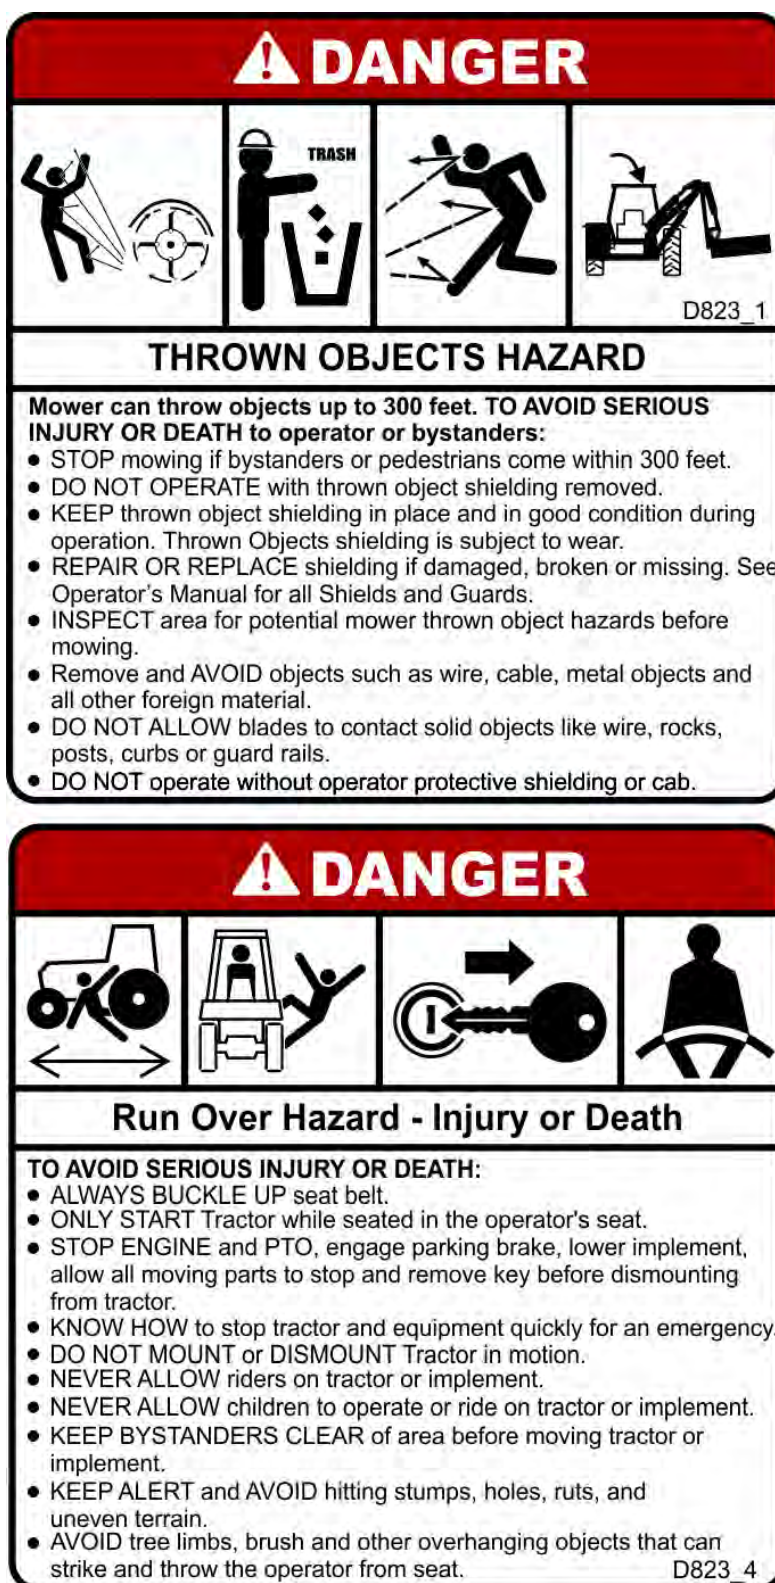 DANGER
TRASH
D823_1
THROWN OBJECTS HAZARD
Mower can throw objects up to 300 feet. TO AVOID SERIOUS
INJURY OR DEATH to operator or bystanders:
• STOP mowing if bystanders or pedestrians come within 300 feet.
• DO NOT OPERATE with thrown object shielding removed.
• KEEP thrown object shielding in place and in good condition during
operation. Thrown Objects shielding is subject to wear.
• REPAIR OR REPLACE shielding if damaged, broken or missing. See
Operator's Manual for all Shields and Guards.
• INSPECT area for potential mower thrown object hazards before
mowing.
• Remove and AVOID objects such as wire, cable, metal objects and
all other foreign material.
• DO NOT ALLOW blades to contact solid objects like wire, rocks,
posts, curbs or guard rails.
• DO NOT operate without operator protective shielding or cab.
DANGER
Run Over Hazard - Injury or Death
TO AVOID SERIOUS INJURY OR DEATH:
• ALWAYS BUCKLE UP seat belt.
• ONLY START Tractor while seated in the operator's seat.
• STOP ENGINE and PTO, engage parking brake, lower implement,
allow all moving parts to stop and remove key before dismounting
from tractor.
• KNOW HOW to stop tractor and equipment quickly for an emergency.
• DO NOT MOUNT or DISMOUNT Tractor in motion.
• NEVER ALLOW riders on tractor or implement.
• NEVER ALLOW children to operate or ride on tractor or implement.
• KEEP BYSTANDERS CLEAR of area before moving tractor or
implement.
• KEEP ALERT and AVOID hitting stumps, holes, ruts, and
uneven terrain.
• AVOID tree limbs, brush and other overhanging objects that can
strike and throw the operator from seat.
D823_4